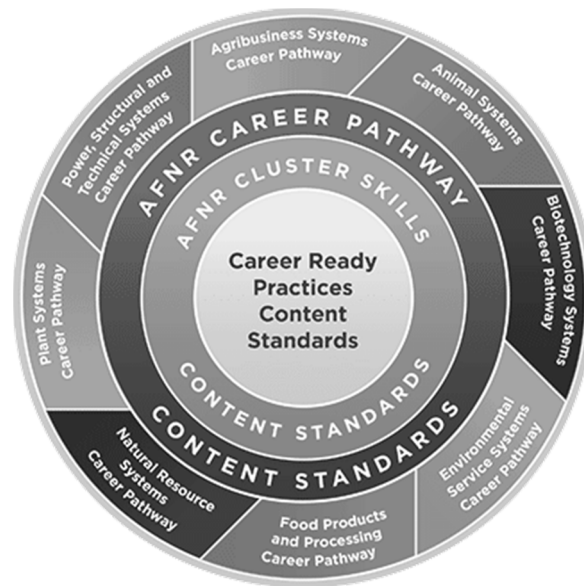 Agribusiness Systems
Career Pathway
Animal Systems
Career Pathway
Biotechnology Systems
Career Pathway
Environmental
Service Systems
Career Pathway
Food Products
and Processing
Career Pathway
Natural Resource
Systems
Career Pathway
Plant Systems
Career Pathway
Power, Structural and
Technical Systems
Career Pathway
AFNR CAREER PATHWAY
CONTENT STANDARDS
AFNR CLUSTER SKILLS
CONTENT STANDARDS
Career Ready
Practices
Content
Standards